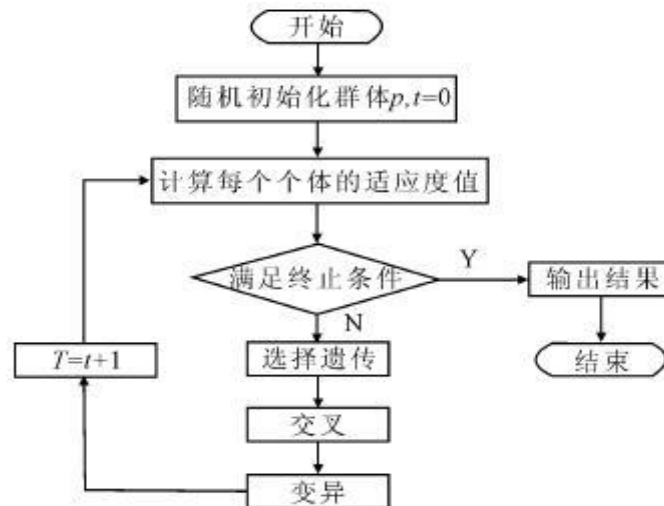 开始
随机初始化群体p,t=0
计算每个个体的适应度值
满足终止条件
Y
输出结果
N
T=t+1
选择遗传
结束
交叉
变异